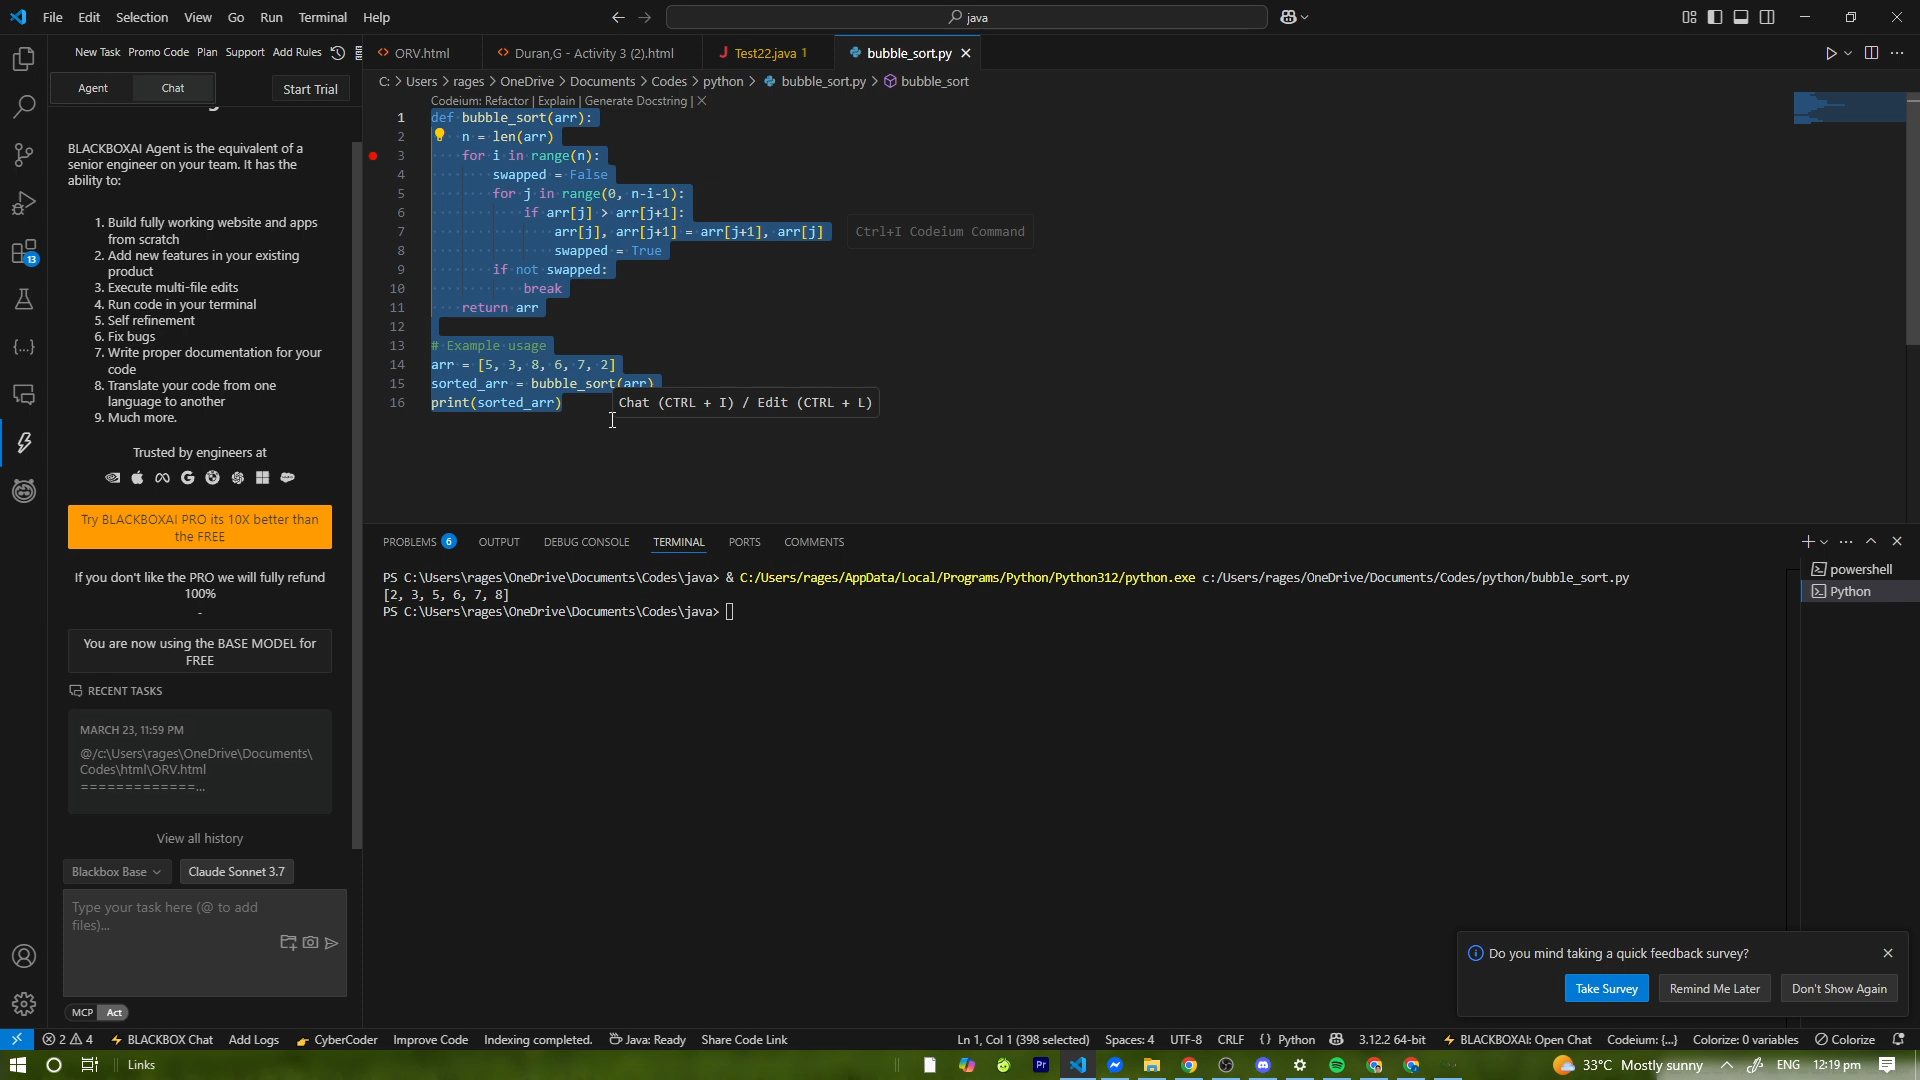 File Edit Selection View Go Run Terminal Help
java
New Task Promo Code Plan Support Add Rules
Agent Chat Start Trial
BLACKBOXAI Agent is the equivalent of a
senior engineer on your team. It has the
ability to:
1. Build fully working website and apps
from scratch
2. Add new features in your existing
product
3. Execute multi-file edits
4. Run code in your terminal
5. Self refinement
6. Fix bugs
7. Write proper documentation for your
code
8. Translate your code from one
language to another
9. Much more.
Trusted by engineers at
Try BLACKBOXAI PRO its 10X better than
the FREE
If you don't like the PRO we will fully refund
100%
-
You are now using the BASE MODEL for
FREE
RECENT TASKS
MARCH 23, 11:59 PM
@/c:\Users\rages\OneDrive\Documents\
Codes\html\ORV.html
=============...
View all history
Blackbox Base Claude Sonnet 3.7
Type your task here (@ to add
files)...
MCP Act
13
ORV.html Duran,G - Activity 3 (2).html Test22.java 1 bubble_sort.py
C: > Users > rages > OneDrive > Documents > Codes > python > bubble_sort.py > bubble_sort
Codeium: Refactor | Explain | Generate Docstring | X
1 def bubble_sort(arr):
2 n = len(arr)
3 for i in range(n):
4 swapped = False
5 for j in range(0, n-i-1):
6 if arr[j] > arr[j+1]:
7 arr[j], arr[j+1] = arr[j+1], arr[j] Ctrl+I Codeium Command
8 swapped = True
9 if not swapped:
10 break
11 return arr
12
13 # Example usage
14 arr = [5, 3, 8, 6, 7, 2]
15 sorted_arr = bubble_sort(arr)
16 print(sorted_arr) Chat (CTRL + I) / Edit (CTRL + L)
PROBLEMS 6 OUTPUT DEBUG CONSOLE TERMINAL PORTS COMMENTS
PS C:\Users\rages\OneDrive\Documents\Codes\java> & C:/Users/rages/AppData/Local/Programs/Python/Python312/python.exe c:/Users/rages/OneDrive/Documents/Codes/python/bubble_sort.py
[2, 3, 5, 6, 7, 8]
PS C:\Users\rages\OneDrive\Documents\Codes\java>
powershell
Python
Do you mind taking a quick feedback survey?
Take Survey Remind Me Later Don't Show Again
2 4 BLACKBOX Chat Add Logs CyberCoder Improve Code Indexing completed. Java: Ready Share Code Link Ln 1, Col 1 (398 selected) Spaces: 4 UTF-8 CRLF {} Python 3.12.2 64-bit BLACKBOXAI: Open Chat Codeium: {...} Colorize: 0 variables Colorize
Links Pr 33°C Mostly sunny ENG 12:19 pm